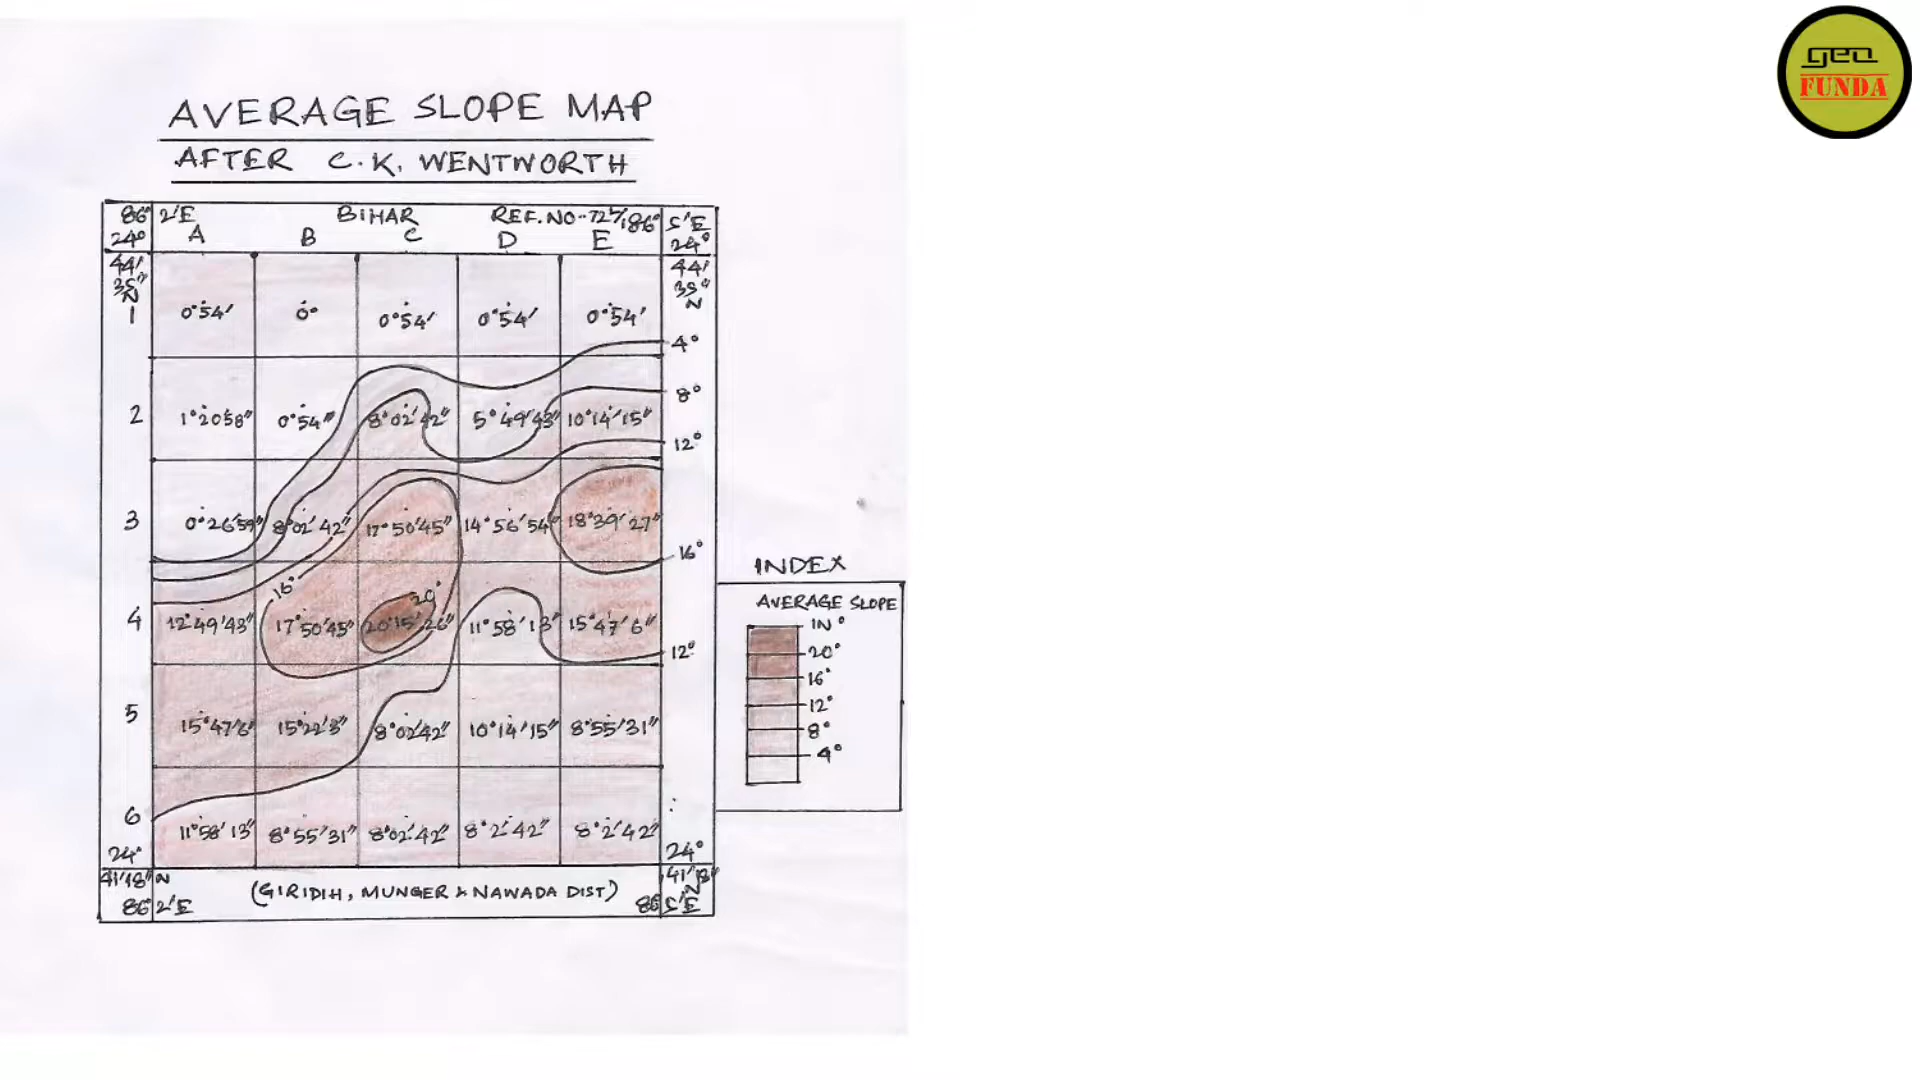 geo
FUNDA
AVERAGE SLOPE MAP
AFTER C.K. WENTWORTH
86° 2'E BIHAR REF. NO-72 86° 5'E
24° A B C D E 24°
44' 44'
35" 35"
N N
1 0°54' 0° 0°54' 0°54' 0°54'
4°
8°
2 1°20'58" 0°54" 8°02'42" 5°49'43" 10°14'15"
12°
3 0°26'59" 8°02'42" 17°50'45" 14°56'54" 18°39'27"
16°
16° 20°
4 12°49'43" 17°50'45" 20°15'26" 11°58'13" 15°47'6"
12°
5 15°47'6" 15°22'3" 8°02'42" 10°14'15" 8°55'31"
6 11°58'13" 8°55'31" 8°02'42" 8°2'42" 8°2'42"
24° 24°
41'18" N (GIRIDIH, MUNGER & NAWADA DIST) 41'18" N
86° 2'E 86 5'E
INDEX
AVERAGE SLOPE
IN °
20°
16°
12°
8°
4°